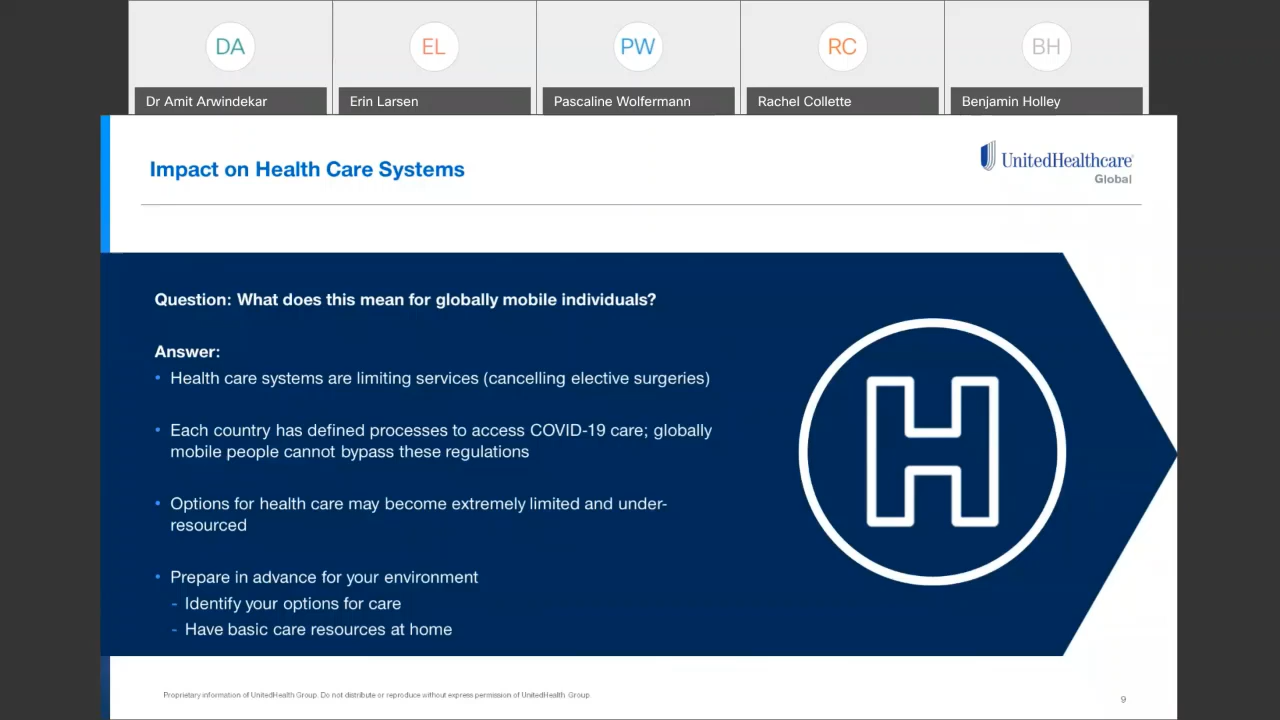 DA
EL
PW
RC
BH
Dr Amit Arwindekar
Erin Larsen
Pascaline Wolfermann
Rachel Collette
Benjamin Holley
Impact on Health Care Systems
UnitedHealthcare
Global
Question: What does this mean for globally mobile individuals?
Answer:
• Health care systems are limiting services (cancelling elective surgeries)
• Each country has defined processes to access COVID-19 care; globally
mobile people cannot bypass these regulations
• Options for health care may become extremely limited and under-
resourced
• Prepare in advance for your environment
- Identify your options for care
- Have basic care resources at home
H
Proprietary information of UnitedHealth Group. Do not distribute or reproduce without express permission of UnitedHealth Group.
9